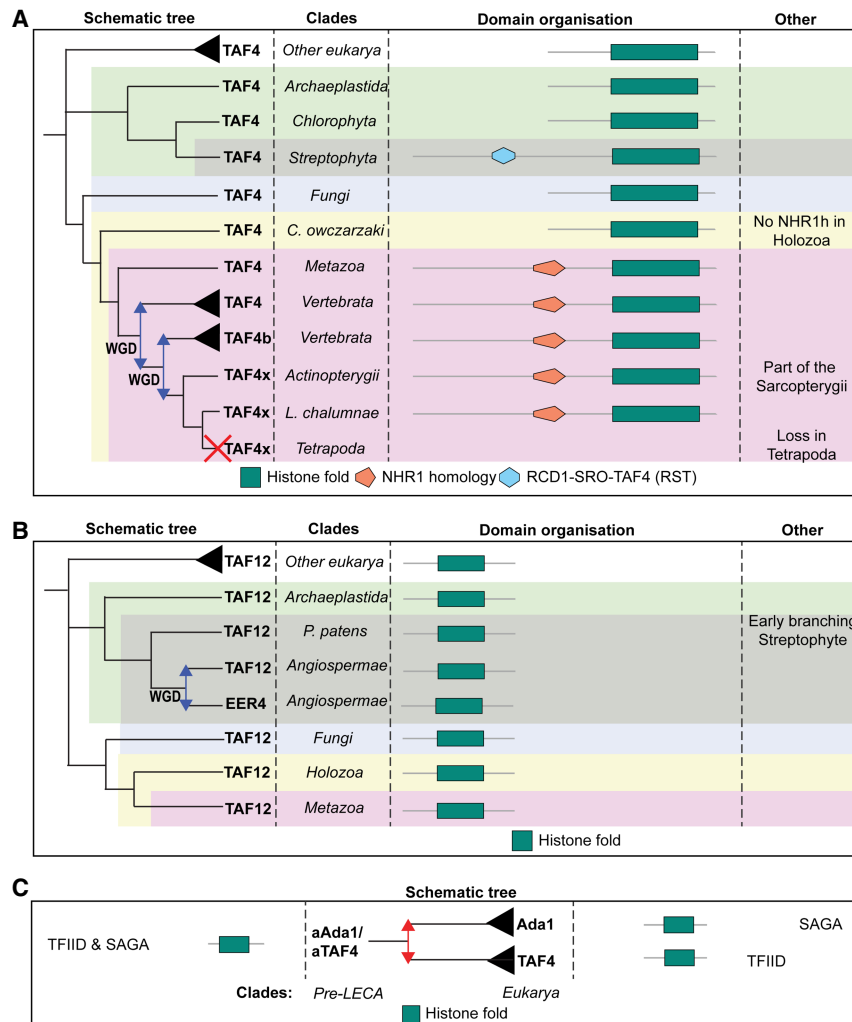 A
Schematic tree Clades Domain organisation Other
TAF4 Other eukarya
TAF4 Archaeplastida
TAF4 Chlorophyta
TAF4 Streptophyta
TAF4 Fungi
TAF4 C. owczarzaki No NHR1h in Holozoa
TAF4 Metazoa
TAF4 Vertebrata
WGD
TAF4b Vertebrata
WGD
TAF4x Actinopterygii Part of the Sarcopterygii
TAF4x L. chalumnae
TAF4x Tetrapoda Loss in Tetrapoda
Histone fold NHR1 homology RCD1-SRO-TAF4 (RST)
B
Schematic tree Clades Domain organisation Other
TAF12 Other eukarya
TAF12 Archaeplastida
TAF12 P. patens Early branching Streptophyte
TAF12 Angiospermae
WGD
EER4 Angiospermae
TAF12 Fungi
TAF12 Holozoa
TAF12 Metazoa
Histone fold
C
Schematic tree
TFIID & SAGA
aAda1/
aTAF4
Ada1
TAF4
SAGA
TFIID
Clades: Pre-LECA Eukarya
Histone fold